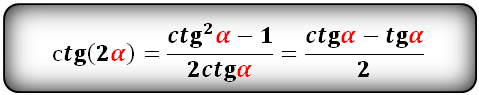 ctg(2α) = (ctg²α − 1)/(2ctgα) = (ctgα − tgα)/2